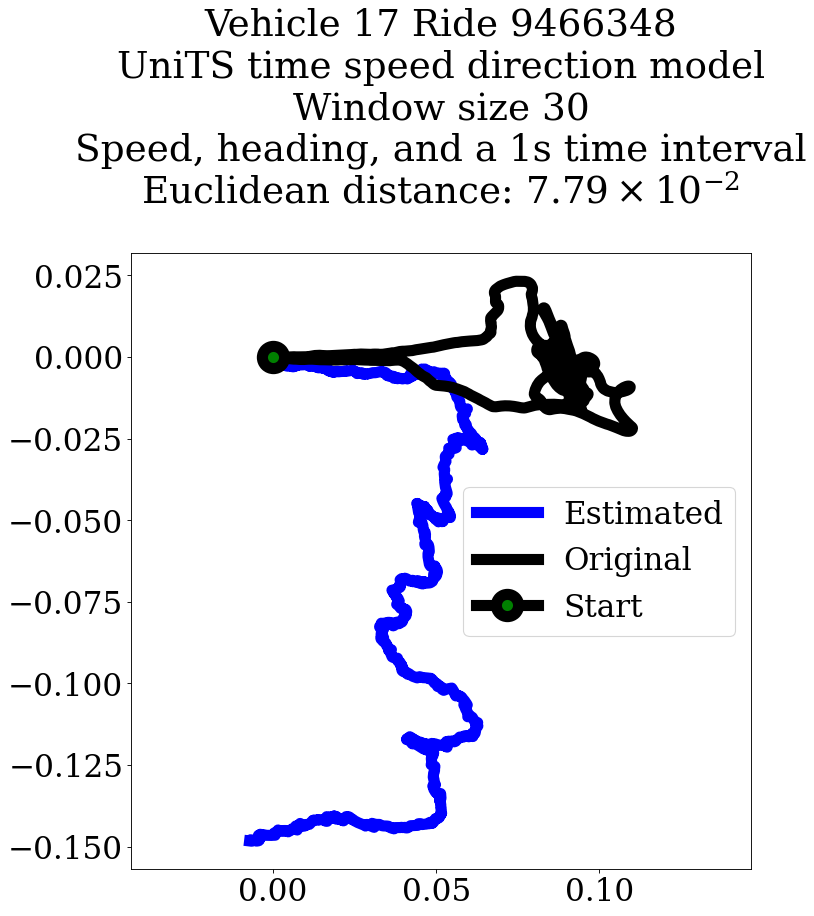 Vehicle 17 Ride 9466348
UniTS time speed direction model
Window size 30
Speed, heading, and a 1s time interval
Euclidean distance: 7.79 × 10⁻²
0.025
0.000
−0.025
−0.050
−0.075
−0.100
−0.125
−0.150
Estimated
Original
Start
0.00 0.05 0.10